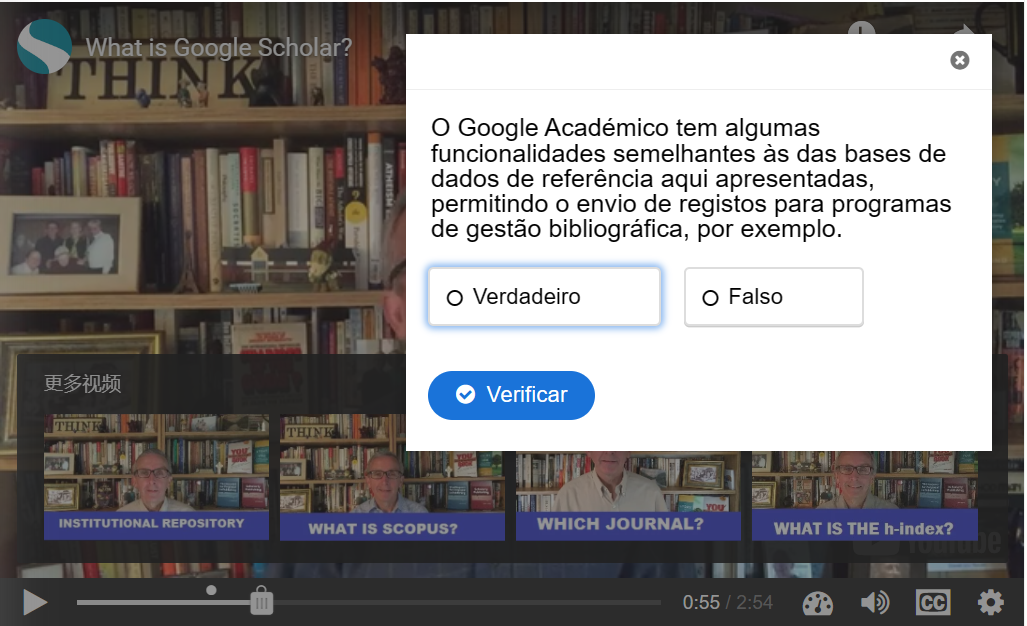 What is Google Scholar?
THINK
O Google Académico tem algumas
funcionalidades semelhantes às das bases de
dados de referência aqui apresentadas,
permitindo o envio de registos para programas
de gestão bibliográfica, por exemplo.
Verdadeiro
Falso
Verificar
更多视频
THINK
INSTITUTIONAL REPOSITORY
THINK
WHAT IS SCOPUS?
WHICH JOURNAL?
WHAT IS THE h-index?
YouTube
0:55 / 2:54
CC